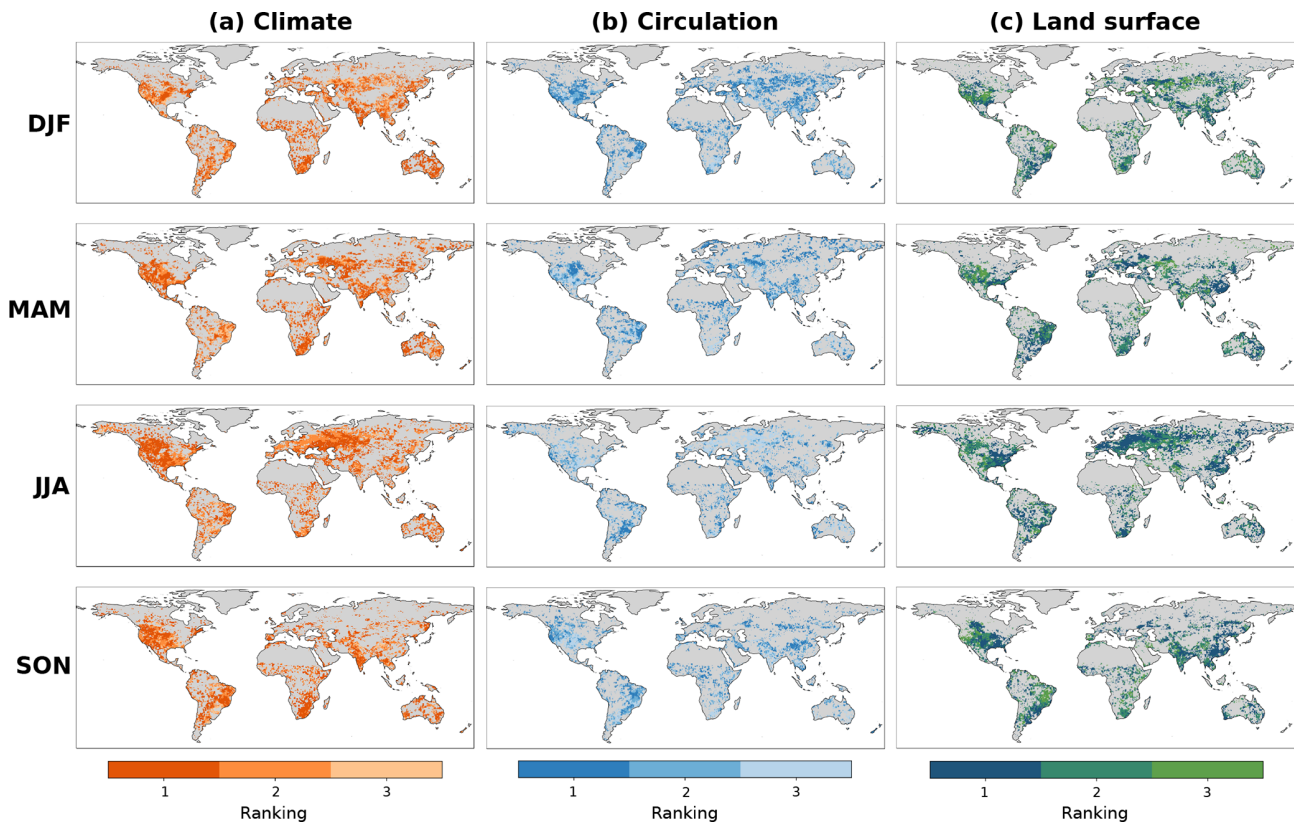 (a) Climate (b) Circulation (c) Land surface
DJF
MAM
JJA
SON
1 2 3 1 2 3 1 2 3
Ranking Ranking Ranking